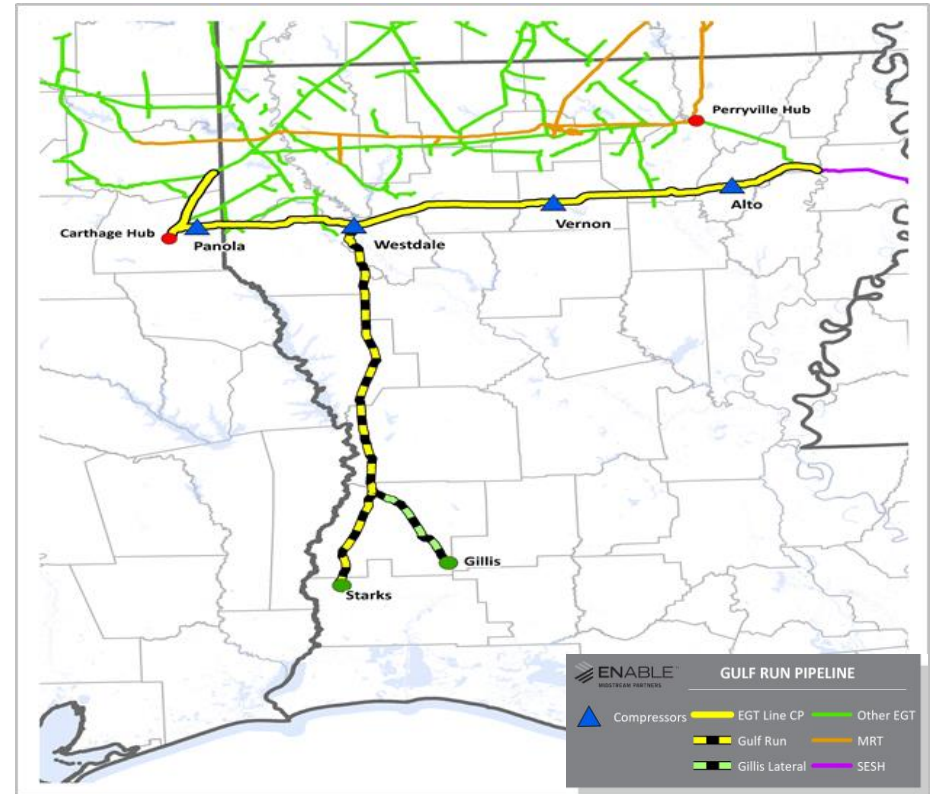 Perryville Hub
Alto
Vernon
Carthage Hub
Panola
Westdale
Gillis
Starks
ENABLE
MIDSTREAM PARTNERS
GULF RUN PIPELINE
Compressors
EGT Line CP
Other EGT
Gulf Run
MRT
Gillis Lateral
SESH